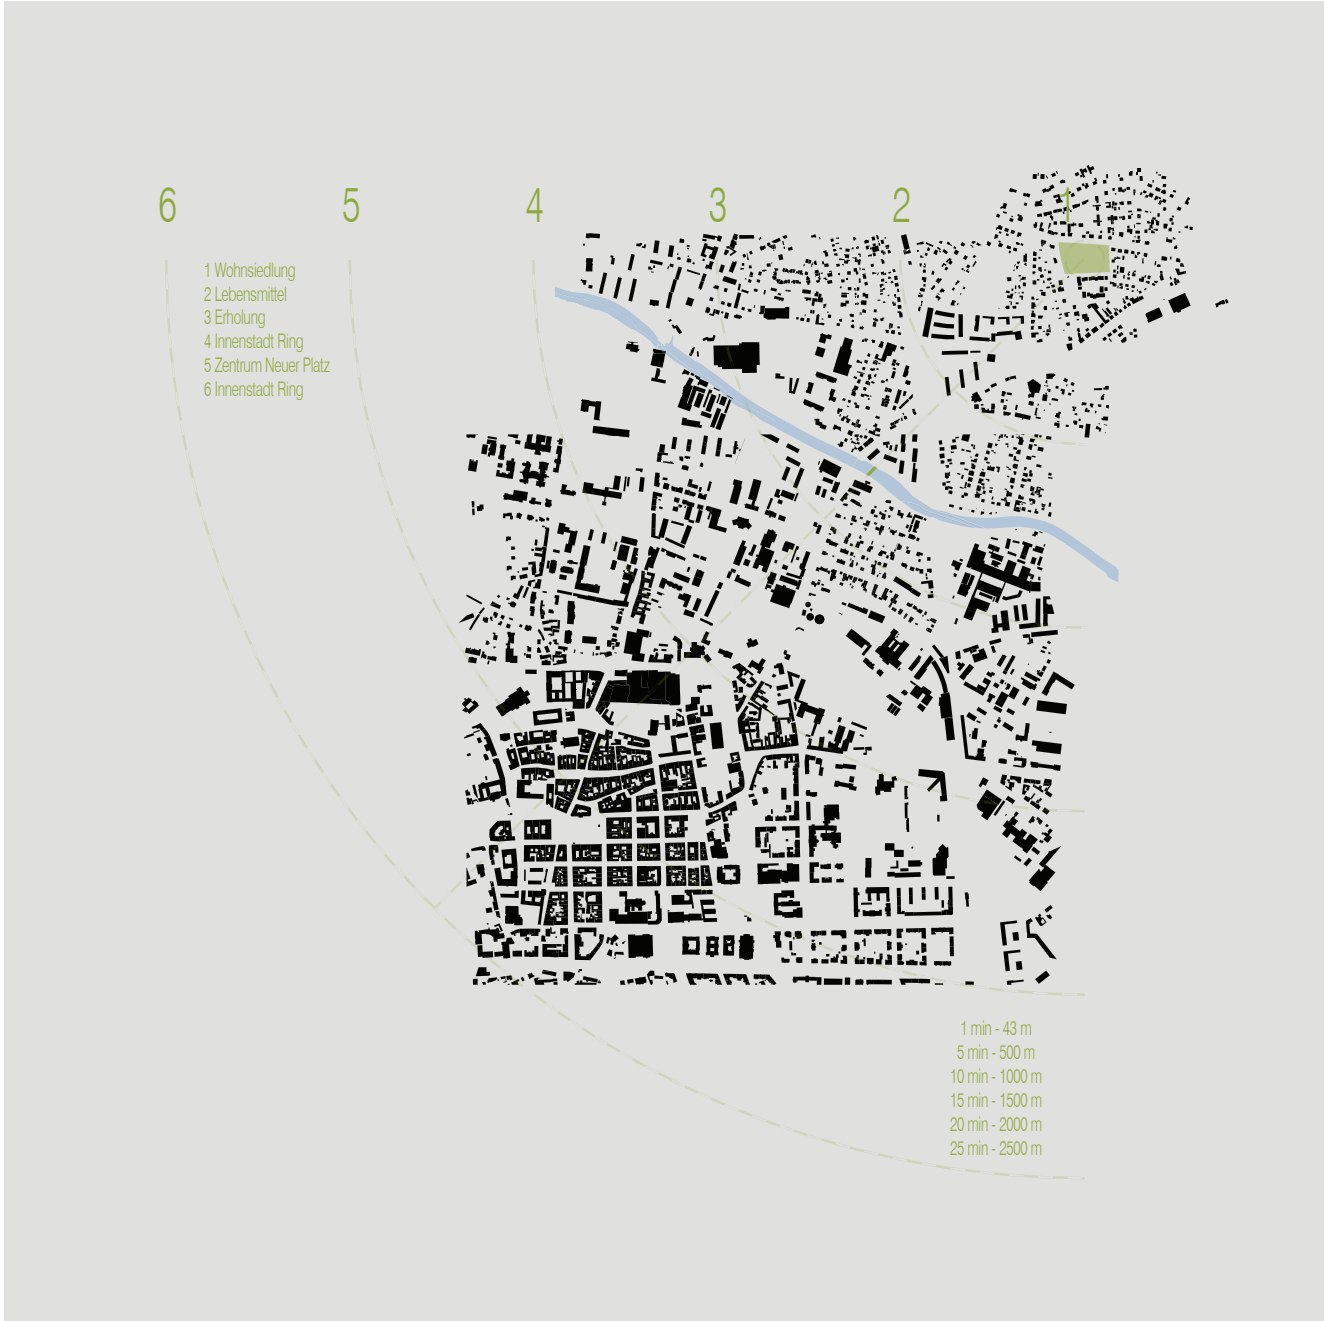 6 5 4 3 2 1
1 Wohnsiedlung
2 Lebensmittel
3 Erholung
4 Innenstadt Ring
5 Zentrum Neuer Platz
6 Innenstadt Ring
1 min - 43 m
5 min - 500 m
10 min - 1000 m
15 min - 1500 m
20 min - 2000 m
25 min - 2500 m